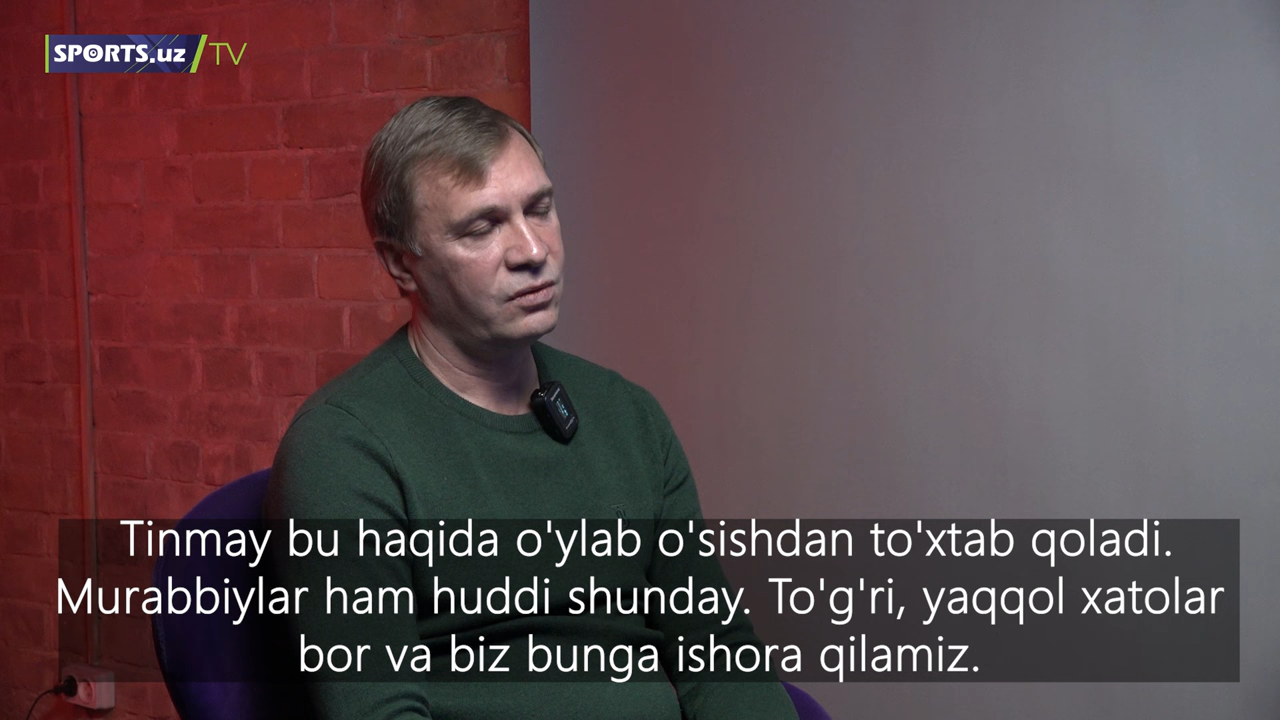 SPORTS.uz TV
Tinmay bu haqida o'ylab o'sishdan to'xtab qoladi.
Murabbiylar ham huddi shunday. To'g'ri, yaqqol xatolar
bor va biz bunga ishora qilamiz.